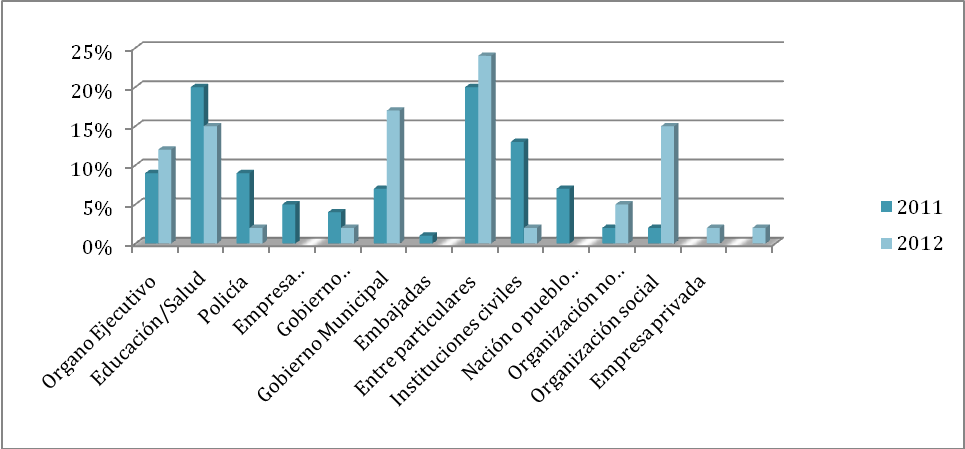 25%
20%
15%
10%
5%
0%
2011
2012
Organo Ejecutivo
Educación/Salud
Policía
Empresa..
Gobierno..
Gobierno Municipal
Embajadas
Entre particulares
Instituciones civiles
Nación o pueblo..
Organización no..
Organización social
Empresa privada